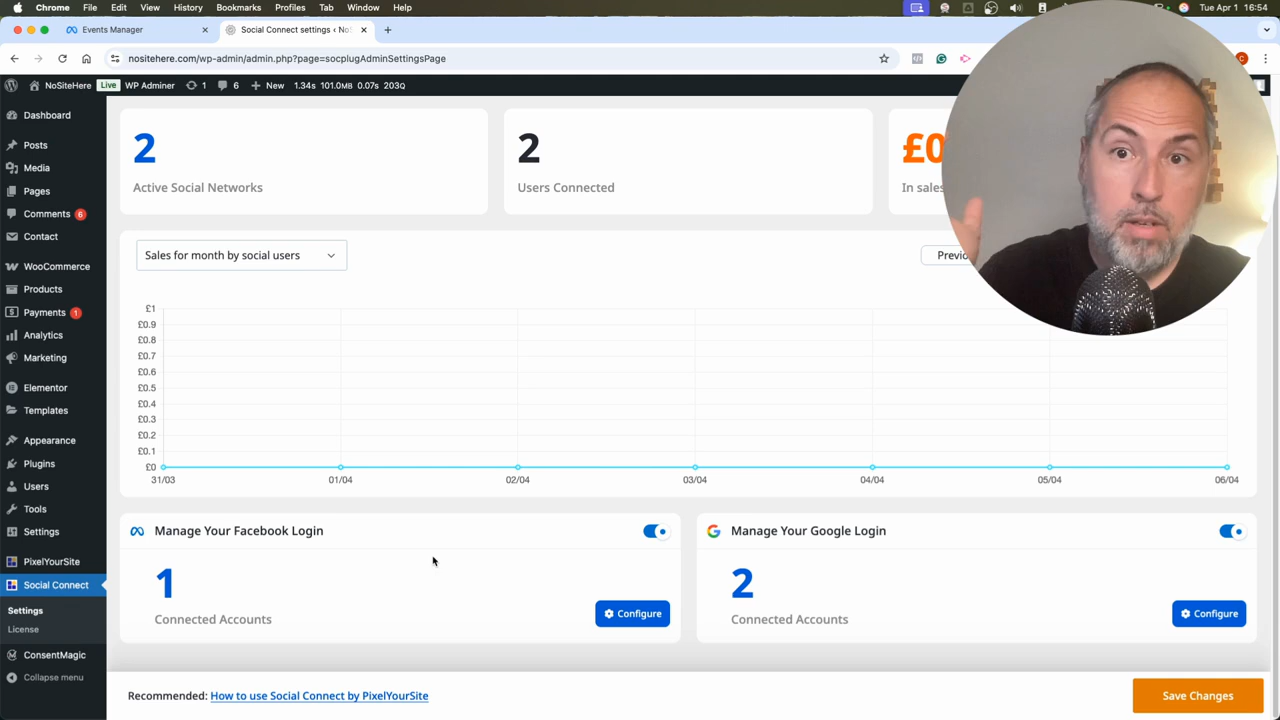 Chrome File Edit View History Bookmarks Profiles Tab Window Help Tue Apr 1 16:54
Events Manager
Social Connect settings ‹ No
nositehere.com/wp-admin/admin.php?page=socplugAdminSettingsPage
NoSiteHere Live WP Adminer 1 6 New 1.34s 101.0MB 0.07s 203Q
Dashboard
Posts
Media
Pages
Comments 6
Contact
WooCommerce
Products
Payments 1
Analytics
Marketing
Elementor
Templates
Appearance
Plugins
Users
Tools
Settings
PixelYourSite
Social Connect
Settings
License
ConsentMagic
Collapse menu
2
Active Social Networks
2
Users Connected
£0
In sales
Sales for month by social users
Previo
£1
£0.9
£0.8
£0.7
£0.6
£0.5
£0.4
£0.3
£0.2
£0.1
£0
31/03 01/04 02/04 03/04 04/04 05/04 06/04
Manage Your Facebook Login
1
Connected Accounts
Configure
Manage Your Google Login
2
Connected Accounts
Configure
Recommended: How to use Social Connect by PixelYourSite
Save Changes